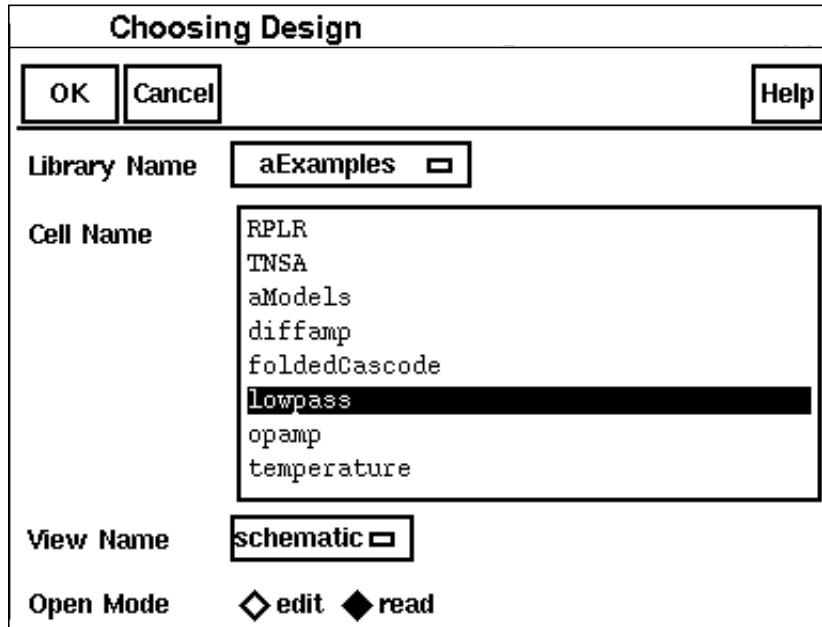 Choosing Design
OK Cancel Help
Library Name aExamples
Cell Name RPLR
TNSA
aModels
diffamp
foldedCascode
lowpass
opamp
temperature
View Name schematic
Open Mode edit read